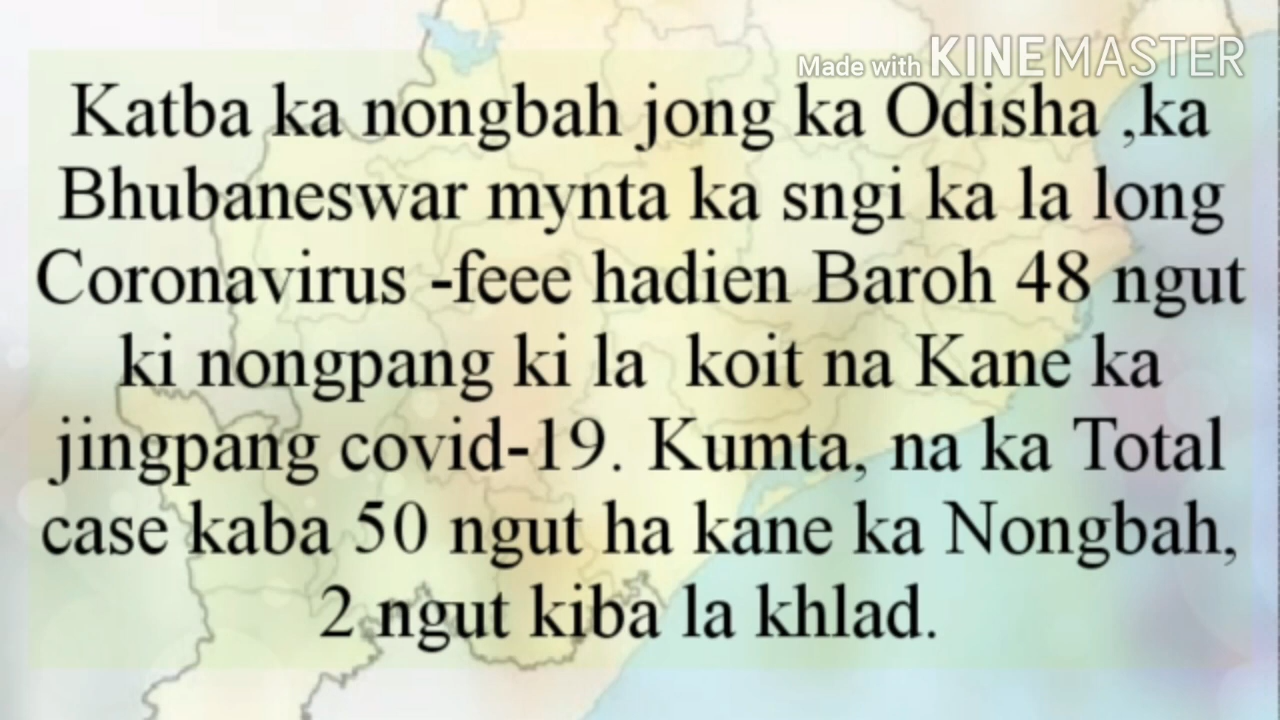 Made with KINEMASTER
Katba ka nongbah jong ka Odisha ,ka
Bhubaneswar mynta ka sngi ka la long
Coronavirus -feee hadien Baroh 48 ngut
ki nongpang ki la koit na Kane ka
jingpang covid-19. Kumta, na ka Total
case kaba 50 ngut ha kane ka Nongbah,
2 ngut kiba la khlad.